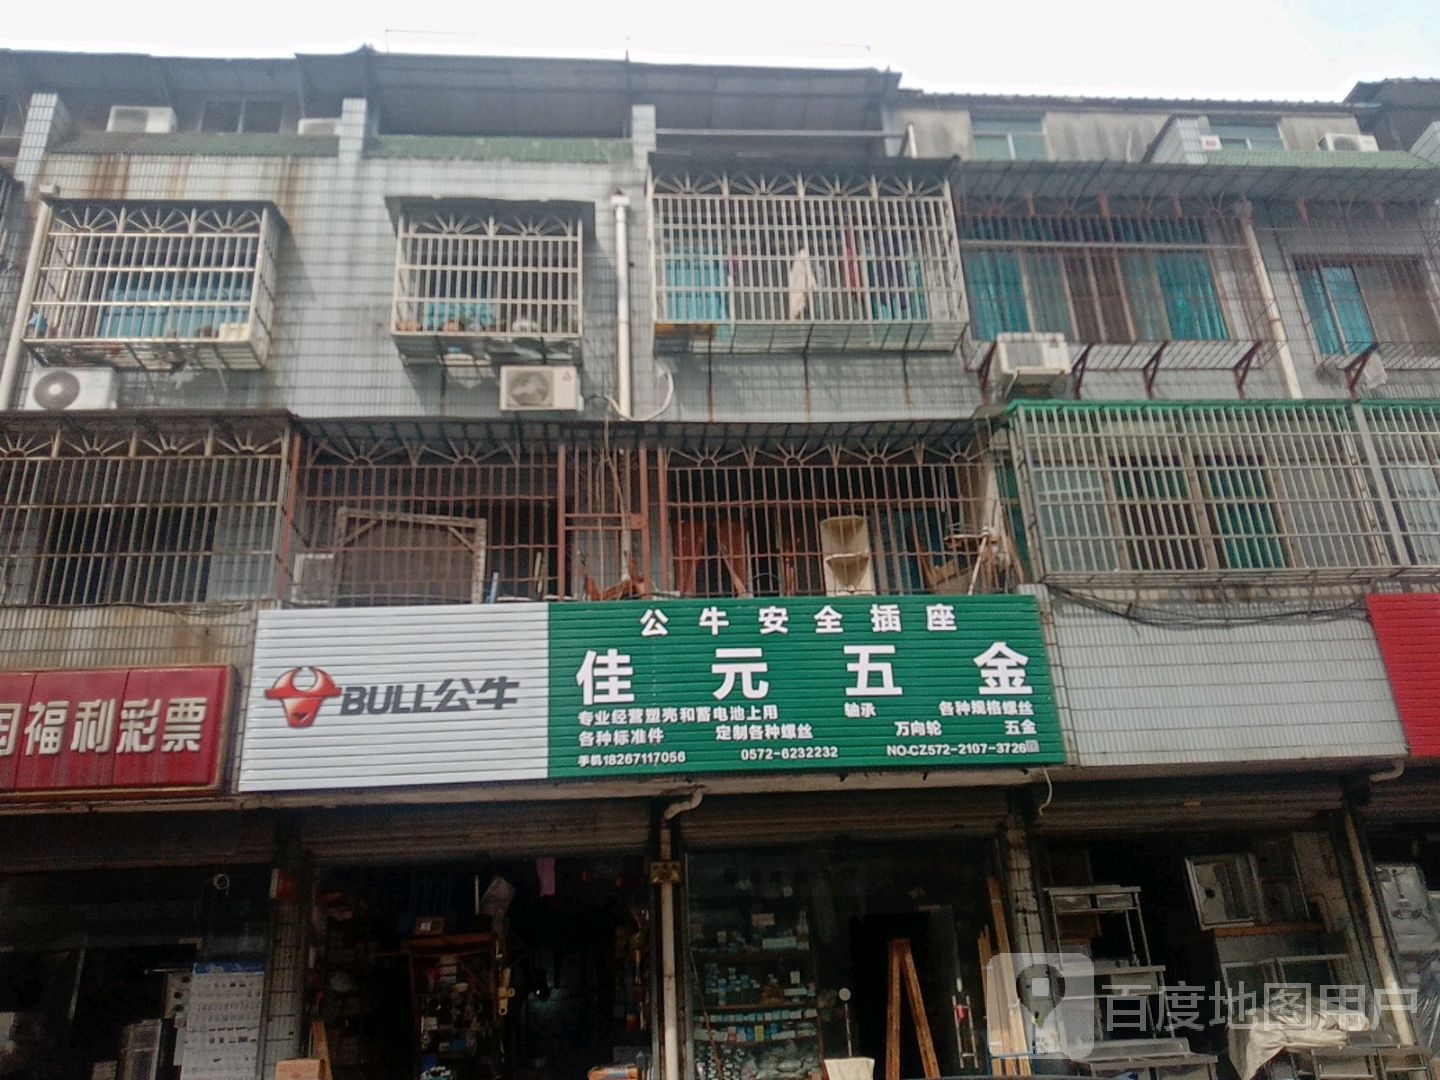 公牛安全插座
BULL公牛
佳元五金
专业经营塑壳和蓄电池上用 轴承 各种规格螺丝
各种标准件 定制各种螺丝 万向轮 五金
手机18267117056 0572-6232232 NO-CZ572-2107-3726
国福利彩票
百度地图用户